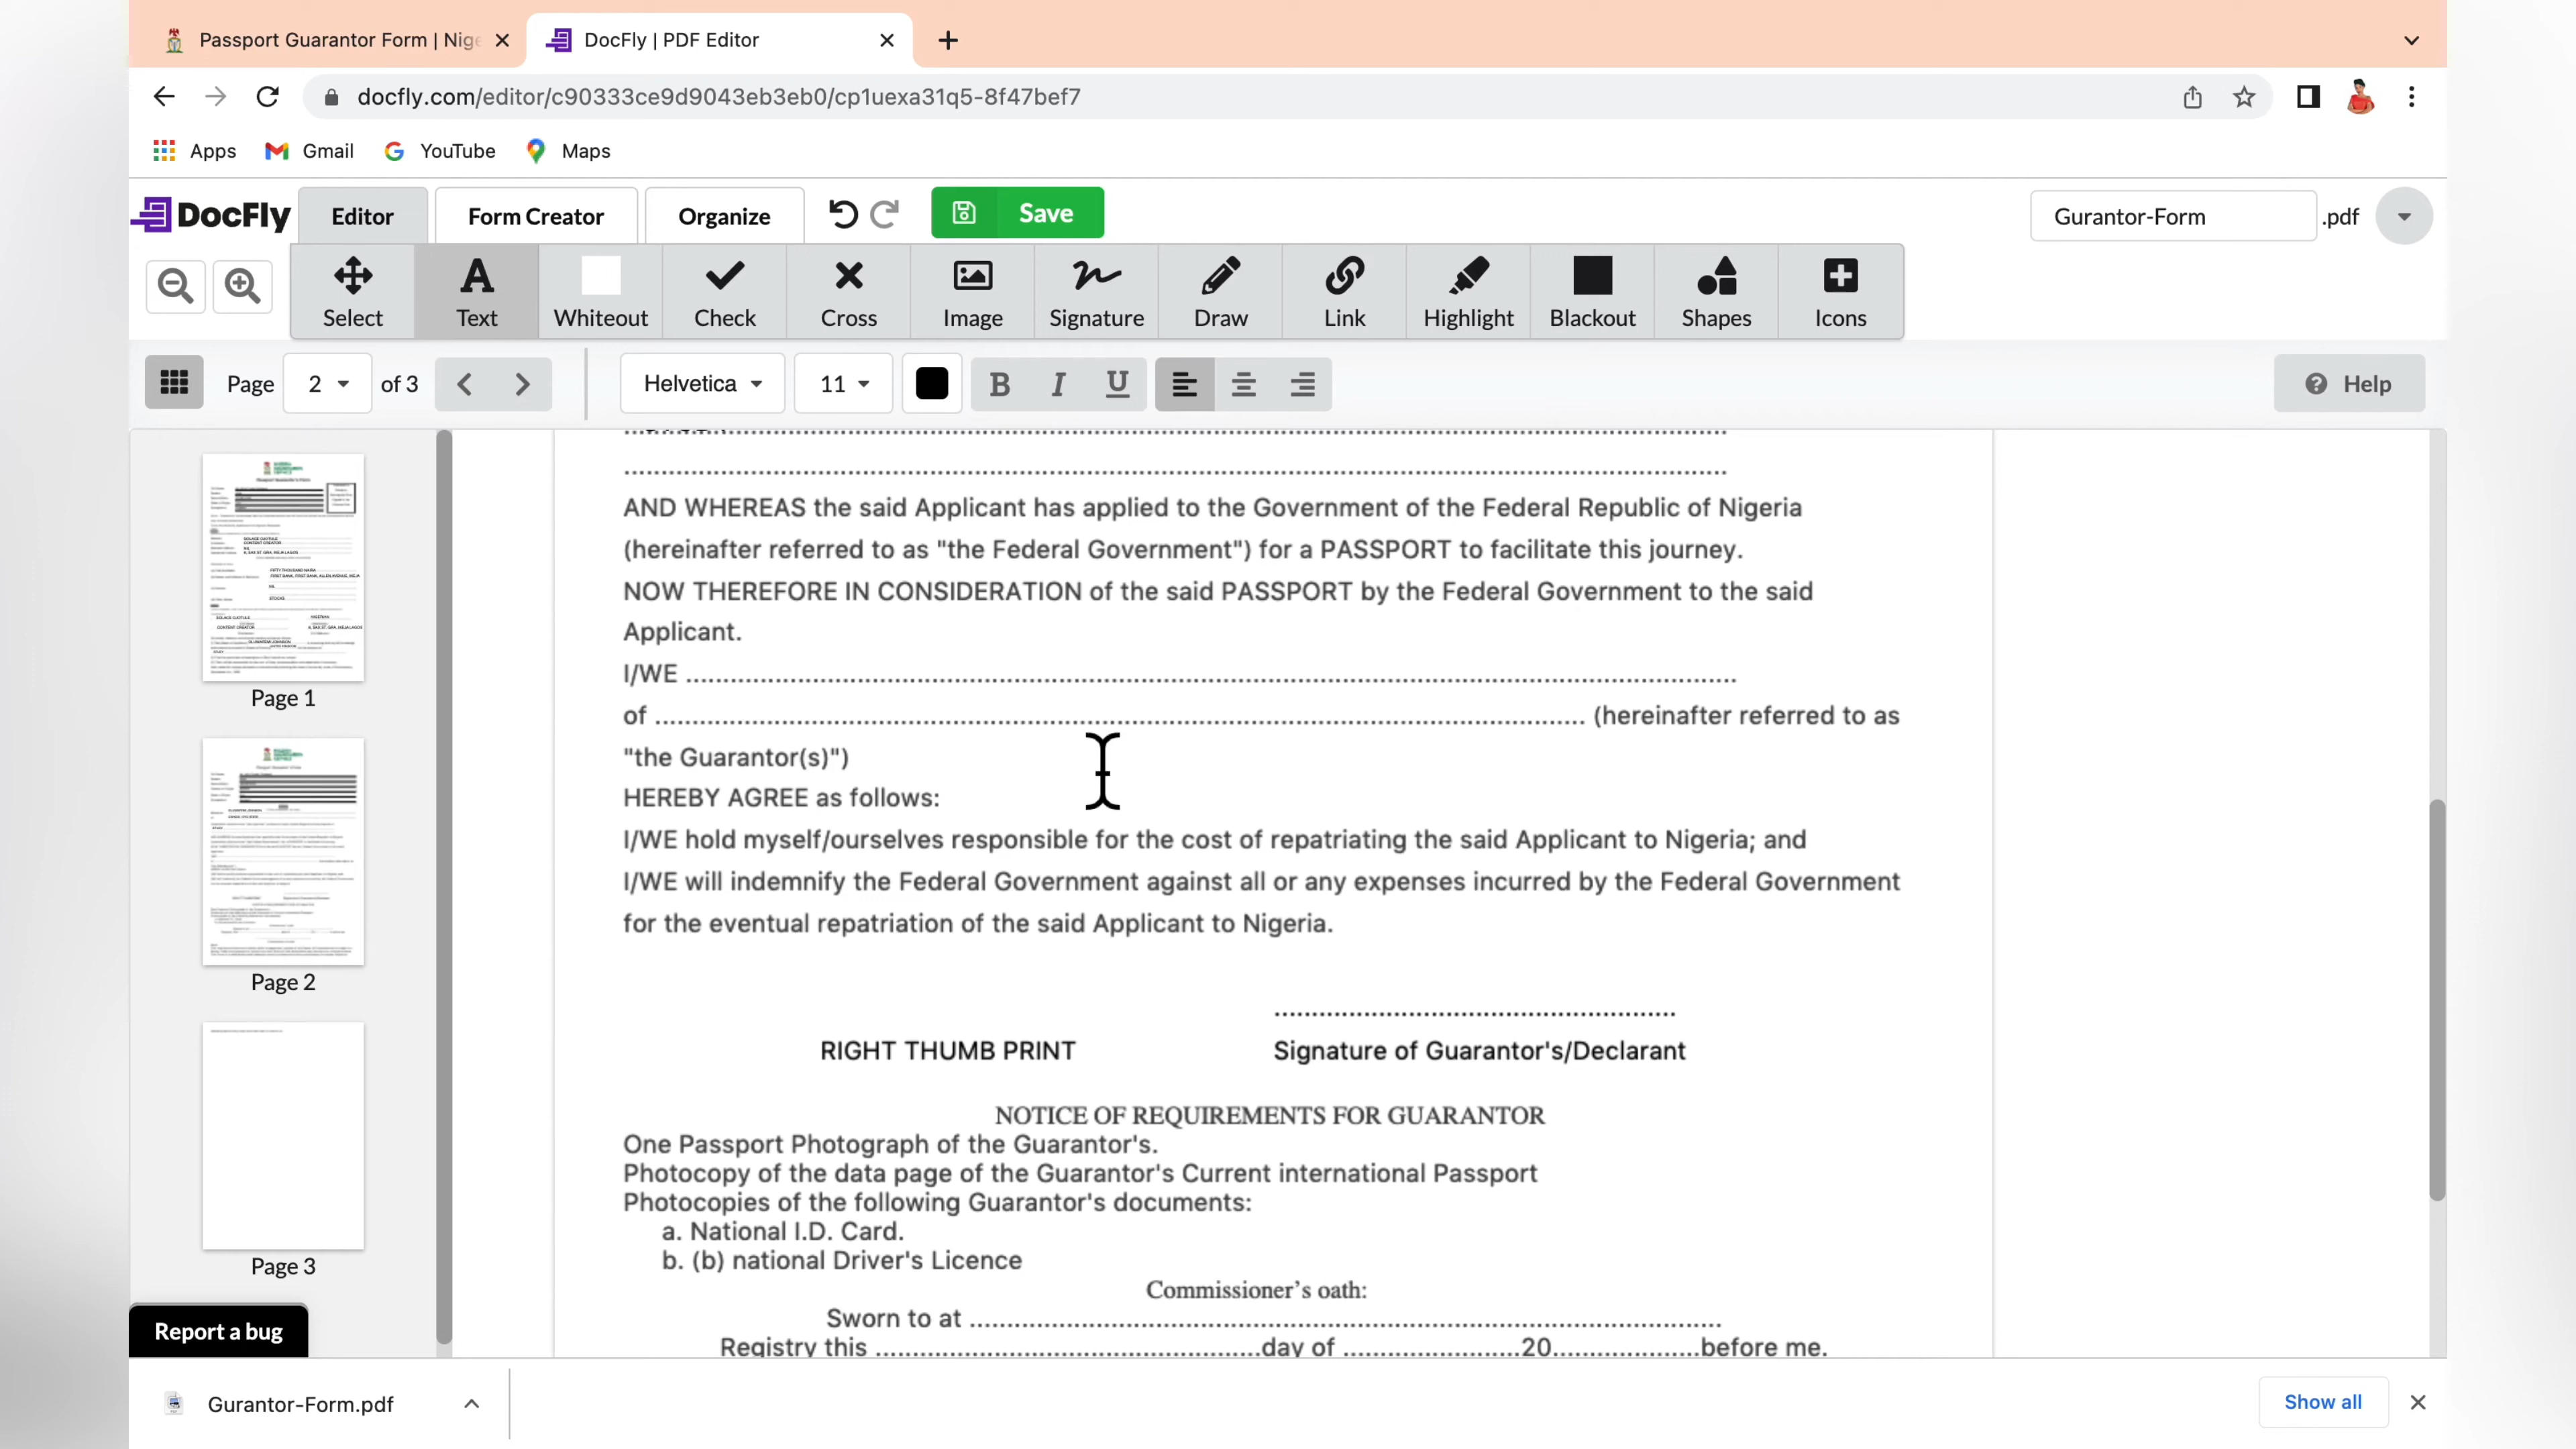 Passport Guarantor Form | Nige
DocFly | PDF Editor
docfly.com/editor/c90333ce9d9043eb3eb0/cp1uexa31q5-8f47bef7
Apps Gmail YouTube Maps
DocFly Editor Form Creator Organize Save Gurantor-Form .pdf
Select Text Whiteout Check Cross Image Signature Draw Link Highlight Blackout Shapes Icons
Page 2 of 3 Helvetica 11 B I U Help
Page 1
Page 2
Page 3
Report a bug
AND WHEREAS the said Applicant has applied to the Government of the Federal Republic of Nigeria
(hereinafter referred to as "the Federal Government") for a PASSPORT to facilitate this journey.
NOW THEREFORE IN CONSIDERATION of the said PASSPORT by the Federal Government to the said
Applicant.
I/WE ....................
of .................... (hereinafter referred to as
"the Guarantor(s)")
HEREBY AGREE as follows:
I/WE hold myself/ourselves responsible for the cost of repatriating the said Applicant to Nigeria; and
I/WE will indemnify the Federal Government against all or any expenses incurred by the Federal Government
for the eventual repatriation of the said Applicant to Nigeria.
RIGHT THUMB PRINT Signature of Guarantor's/Declarant
NOTICE OF REQUIREMENTS FOR GUARANTOR
One Passport Photograph of the Guarantor's.
Photocopy of the data page of the Guarantor's Current international Passport
Photocopies of the following Guarantor's documents:
a. National I.D. Card.
b. (b) national Driver's Licence
Commissioner’s oath:
Sworn to at ....................
Registry this ....................day of ....................20....................before me.
Gurantor-Form.pdf
Show all